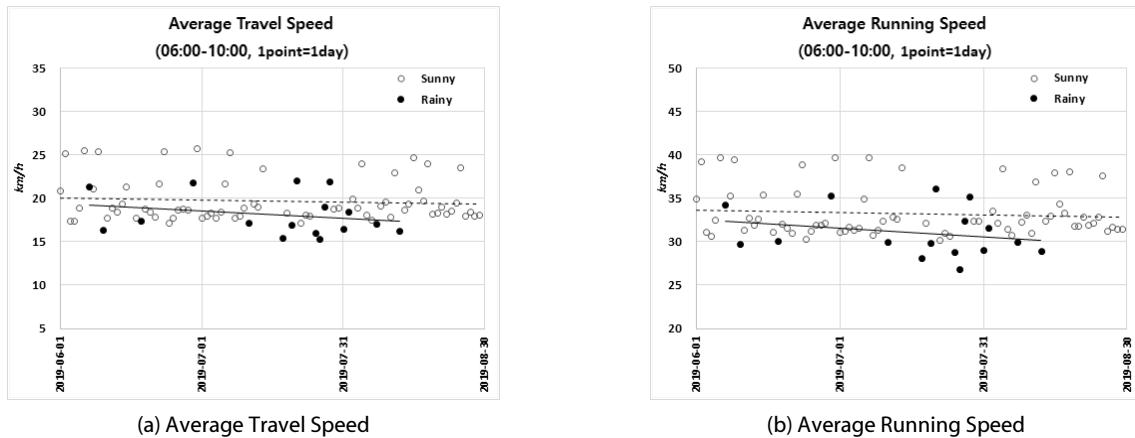 Average Travel Speed
(06:00-10:00, 1point=1day)
35
30
25
20
15
10
5
km/h
Sunny
Rainy
2019-06-01
2019-07-01
2019-07-31
2019-08-30
(a) Average Travel Speed
Average Running Speed
(06:00-10:00, 1point=1day)
50
45
40
35
30
25
20
km/h
Sunny
Rainy
2019-06-01
2019-07-01
2019-07-31
2019-08-30
(b) Average Running Speed